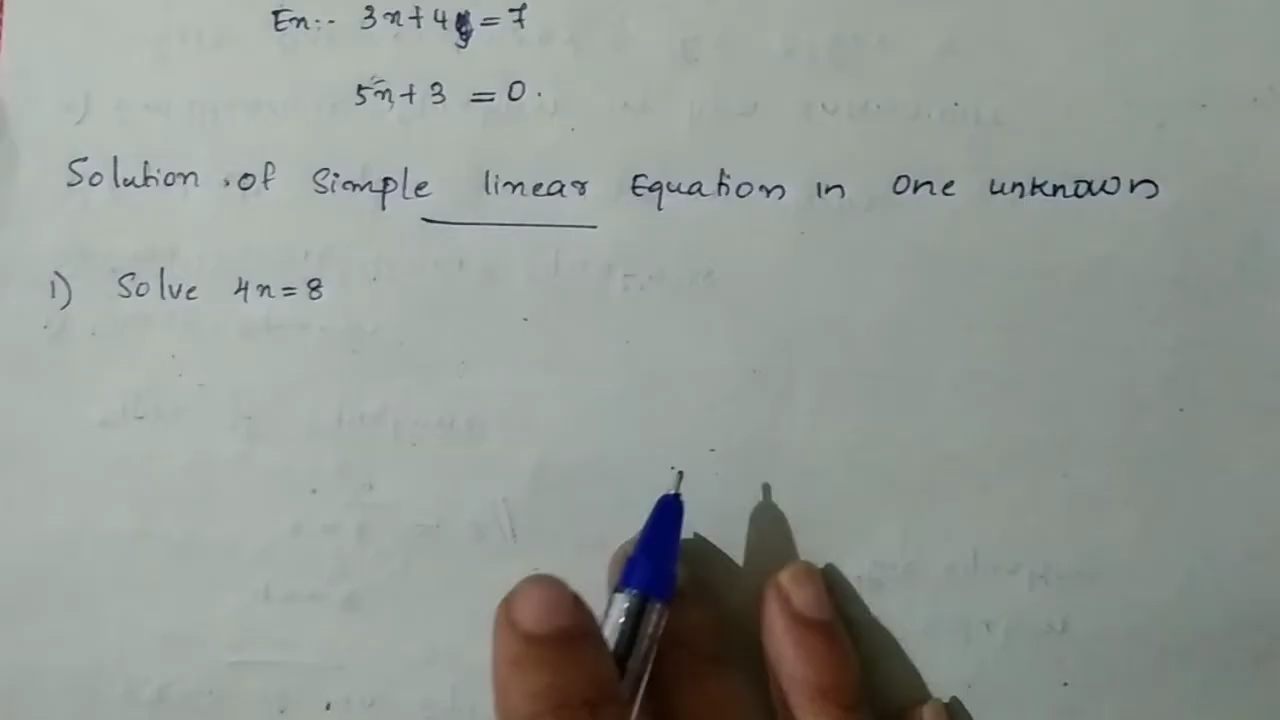 Ex:- 3x+4y=7
5x+3 =0.
Solution of Simple linear Equation in one unknown
1) Solve 4x=8